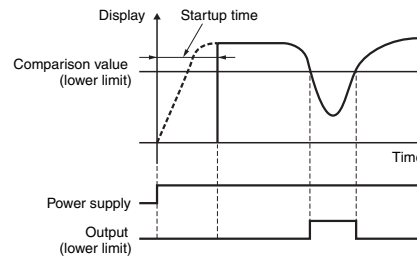 Display
Startup time
Comparison value
(lower limit)
Time
Power supply
Output
(lower limit)